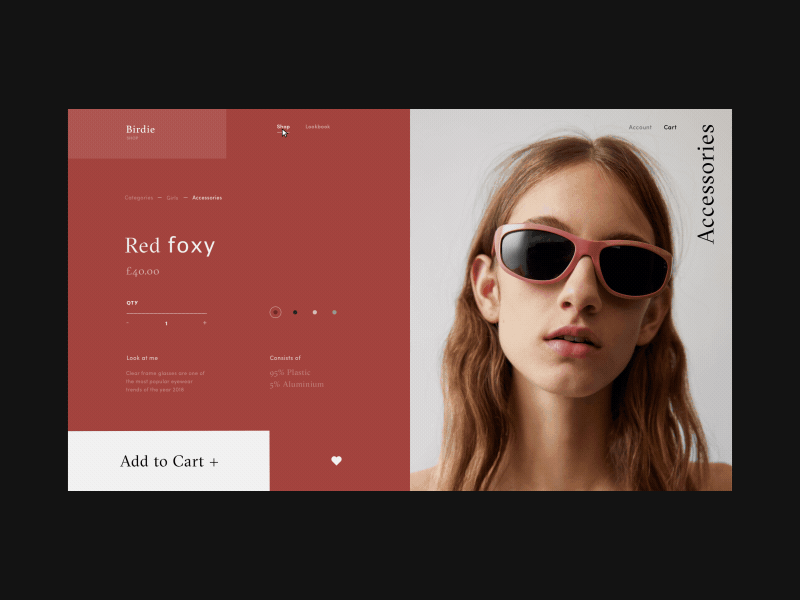 Birdie
SHOP
Shop Lookbook
Account Cart
Accessories
Categories — Girls — Accessories
Red foxy
£40.00
QTY
- 1 +
Look at me
Clear frame glasses are one of
the most popular eyewear
trends of the year 2018
Consists of
95% Plastic
5% Aluminium
Add to Cart +